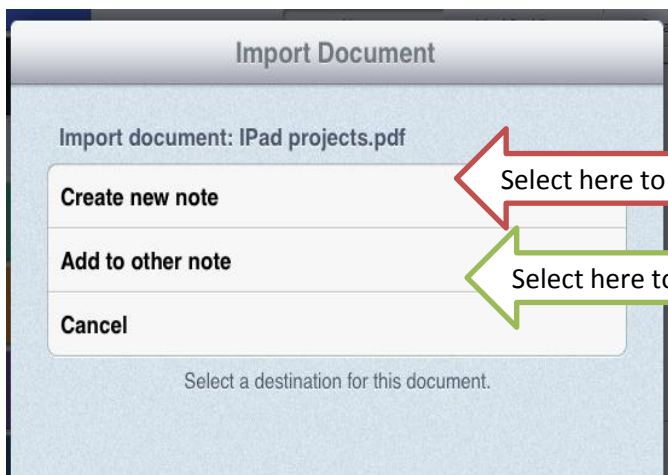 Import Document
Import document: IPad projects.pdf
Create new note
Select here to
Add to other note
Select here to
Cancel
Select a destination for this document.